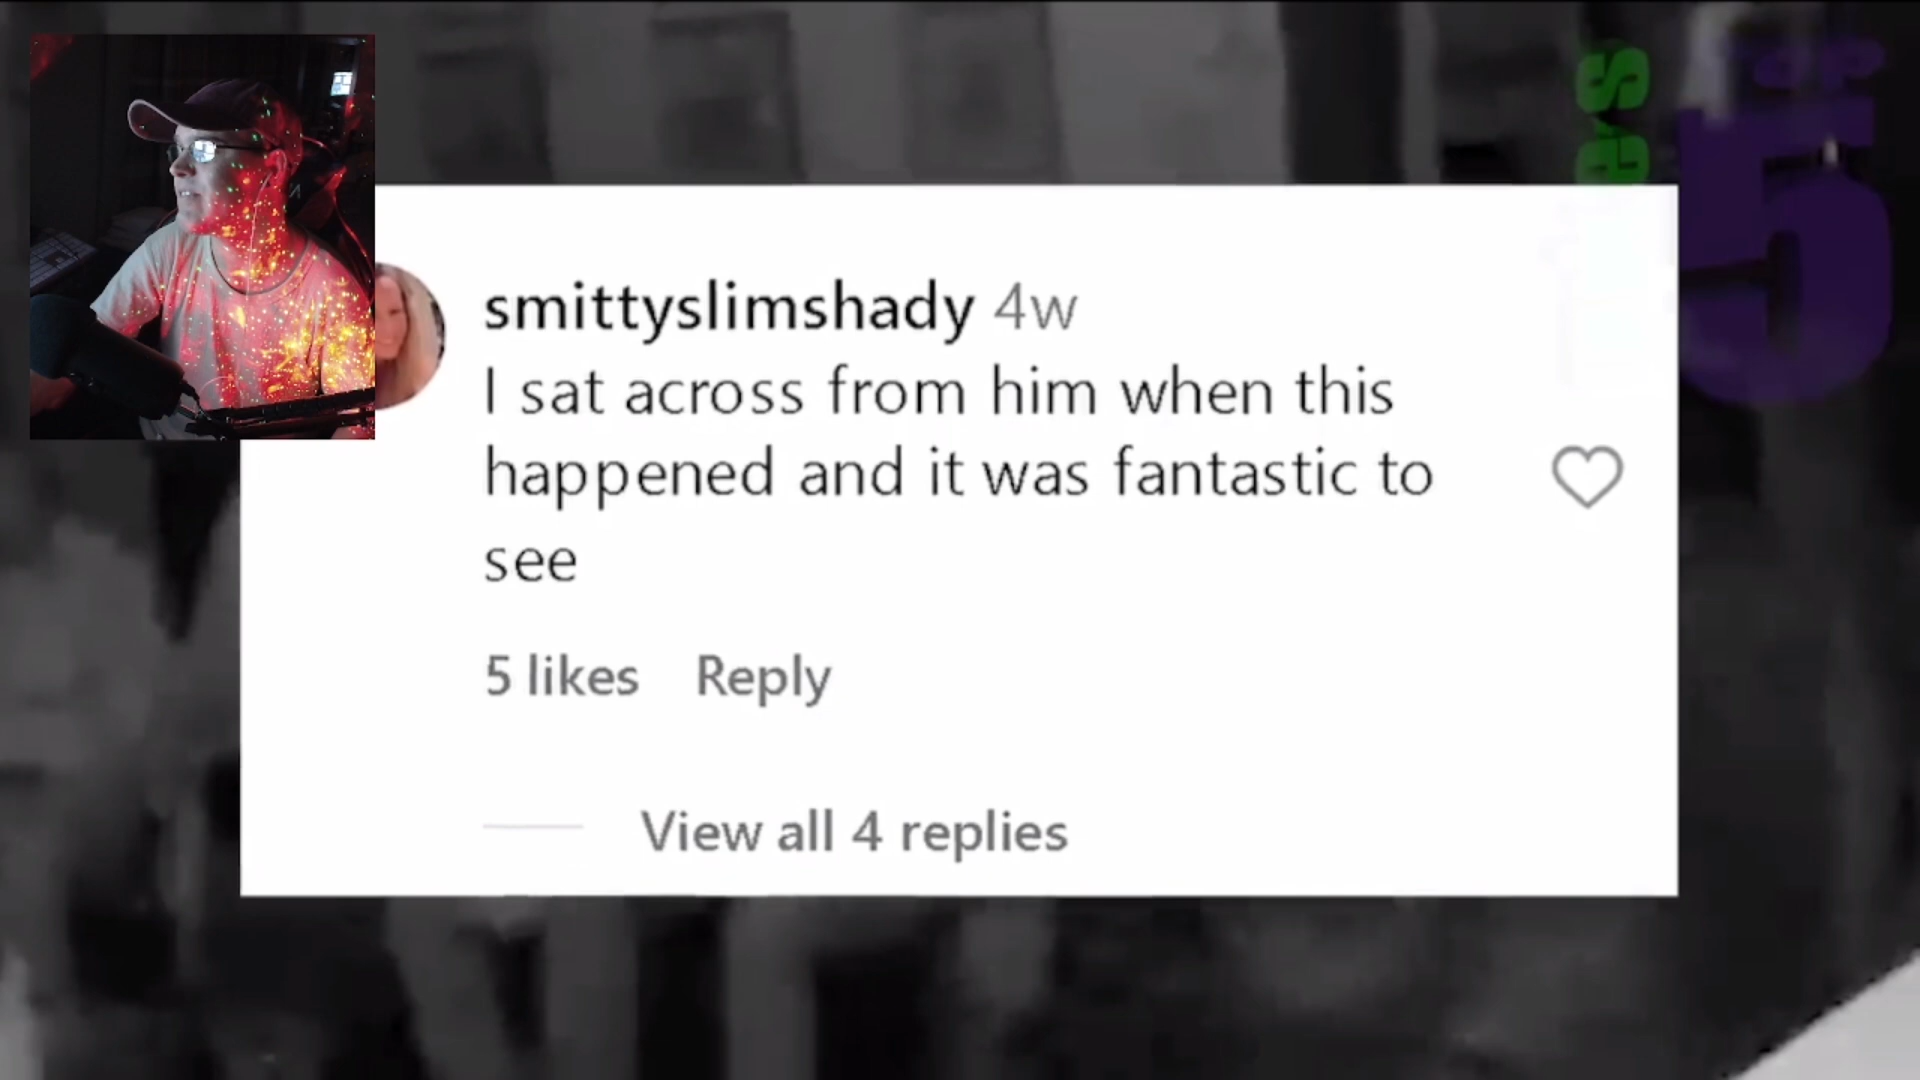 smittyslimshady 4w
I sat across from him when this
happened and it was fantastic to
see
5 likes Reply
View all 4 replies
5